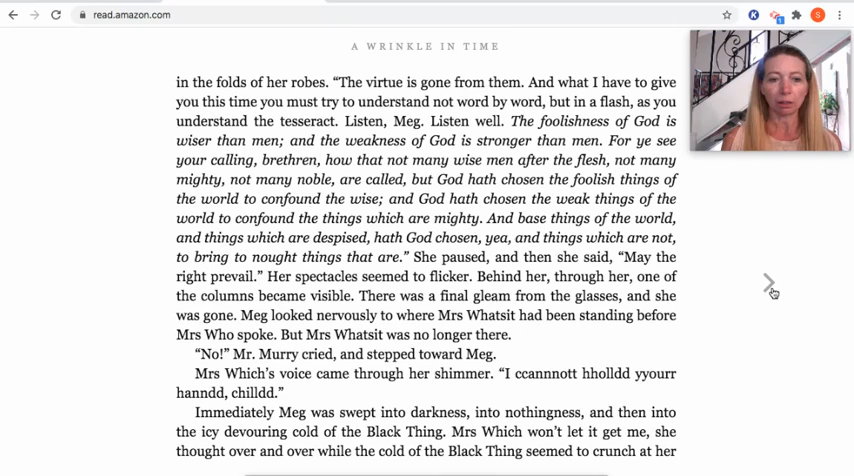 read.amazon.com
S
1
A WRINKLE IN TIME
in the folds of her robes. “The virtue is gone from them. And what I have to give
you this time you must try to understand not word by word, but in a flash, as you
understand the tesseract. Listen, Meg. Listen well. The foolishness of God is
wiser than men; and the weakness of God is stronger than men. For ye see
your calling, brethren, how that not many wise men after the flesh, not many
mighty, not many noble, are called, but God hath chosen the foolish things of
the world to confound the wise; and God hath chosen the weak things of the
world to confound the things which are mighty. And base things of the world,
and things which are despised, hath God chosen, yea, and things which are not,
to bring to nought things that are.” She paused, and then she said, “May the
right prevail.” Her spectacles seemed to flicker. Behind her, through her, one of
the columns became visible. There was a final gleam from the glasses, and she
was gone. Meg looked nervously to where Mrs Whatsit had been standing before
Mrs Who spoke. But Mrs Whatsit was no longer there.
“No!” Mr. Murry cried, and stepped toward Meg.
Mrs Which’s voice came through her shimmer. “I ccannnott hholldd yyourr
hanndd, chilldd.”
Immediately Meg was swept into darkness, into nothingness, and then into
the icy devouring cold of the Black Thing. Mrs Which won’t let it get me, she
thought over and over while the cold of the Black Thing seemed to crunch at her